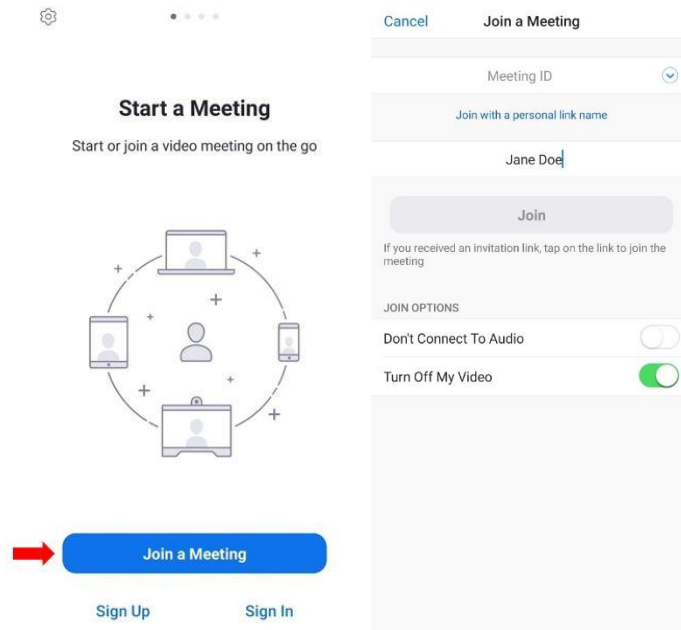 Start a Meeting
Start or join a video meeting on the go
Join a Meeting
Sign Up
Sign In
Cancel
Join a Meeting
Meeting ID
Join with a personal link name
Jane Doe
Join
If you received an invitation link, tap on the link to join the
meeting
JOIN OPTIONS
Don't Connect To Audio
Turn Off My Video